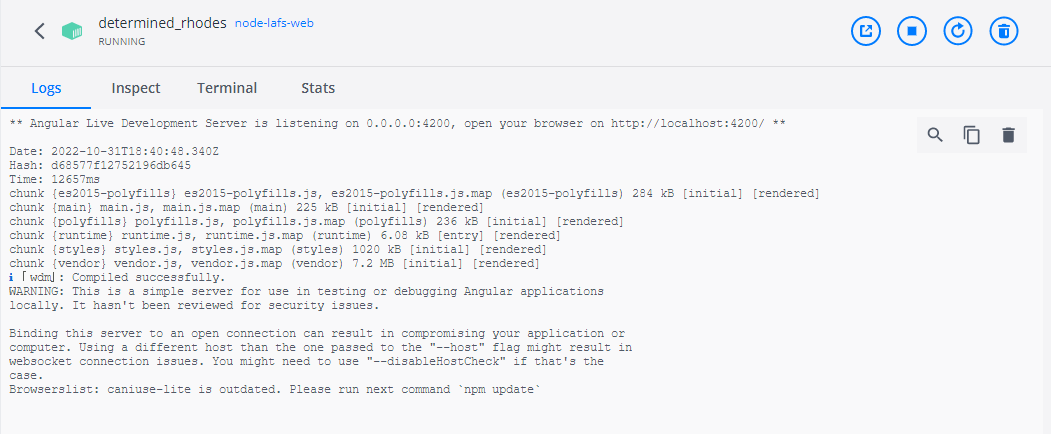 determined_rhodes node-lafs-web
RUNNING
Logs Inspect Terminal Stats
** Angular Live Development Server is listening on 0.0.0.0:4200, open your browser on http://localhost:4200/ **
Date: 2022-10-31T18:40:48.340Z
Hash: d68577f12752196db645
Time: 12657ms
chunk {es2015-polyfills} es2015-polyfills.js, es2015-polyfills.js.map (es2015-polyfills) 284 kB [initial] [rendered]
chunk {main} main.js, main.js.map (main) 225 kB [initial] [rendered]
chunk {polyfills} polyfills.js, polyfills.js.map (polyfills) 236 kB [initial] [rendered]
chunk {runtime} runtime.js, runtime.js.map (runtime) 6.08 kB [entry] [rendered]
chunk {styles} styles.js, styles.js.map (styles) 1020 kB [initial] [rendered]
chunk {vendor} vendor.js, vendor.js.map (vendor) 7.2 MB [initial] [rendered]
ℹ 「wdm」: Compiled successfully.
WARNING: This is a simple server for use in testing or debugging Angular applications
locally. It hasn't been reviewed for security issues.
Binding this server to an open connection can result in compromising your application or
computer. Using a different host than the one passed to the "--host" flag might result in
websocket connection issues. You might need to use "--disableHostCheck" if that's the
case.
Browserslist: caniuse-lite is outdated. Please run next command `npm update`